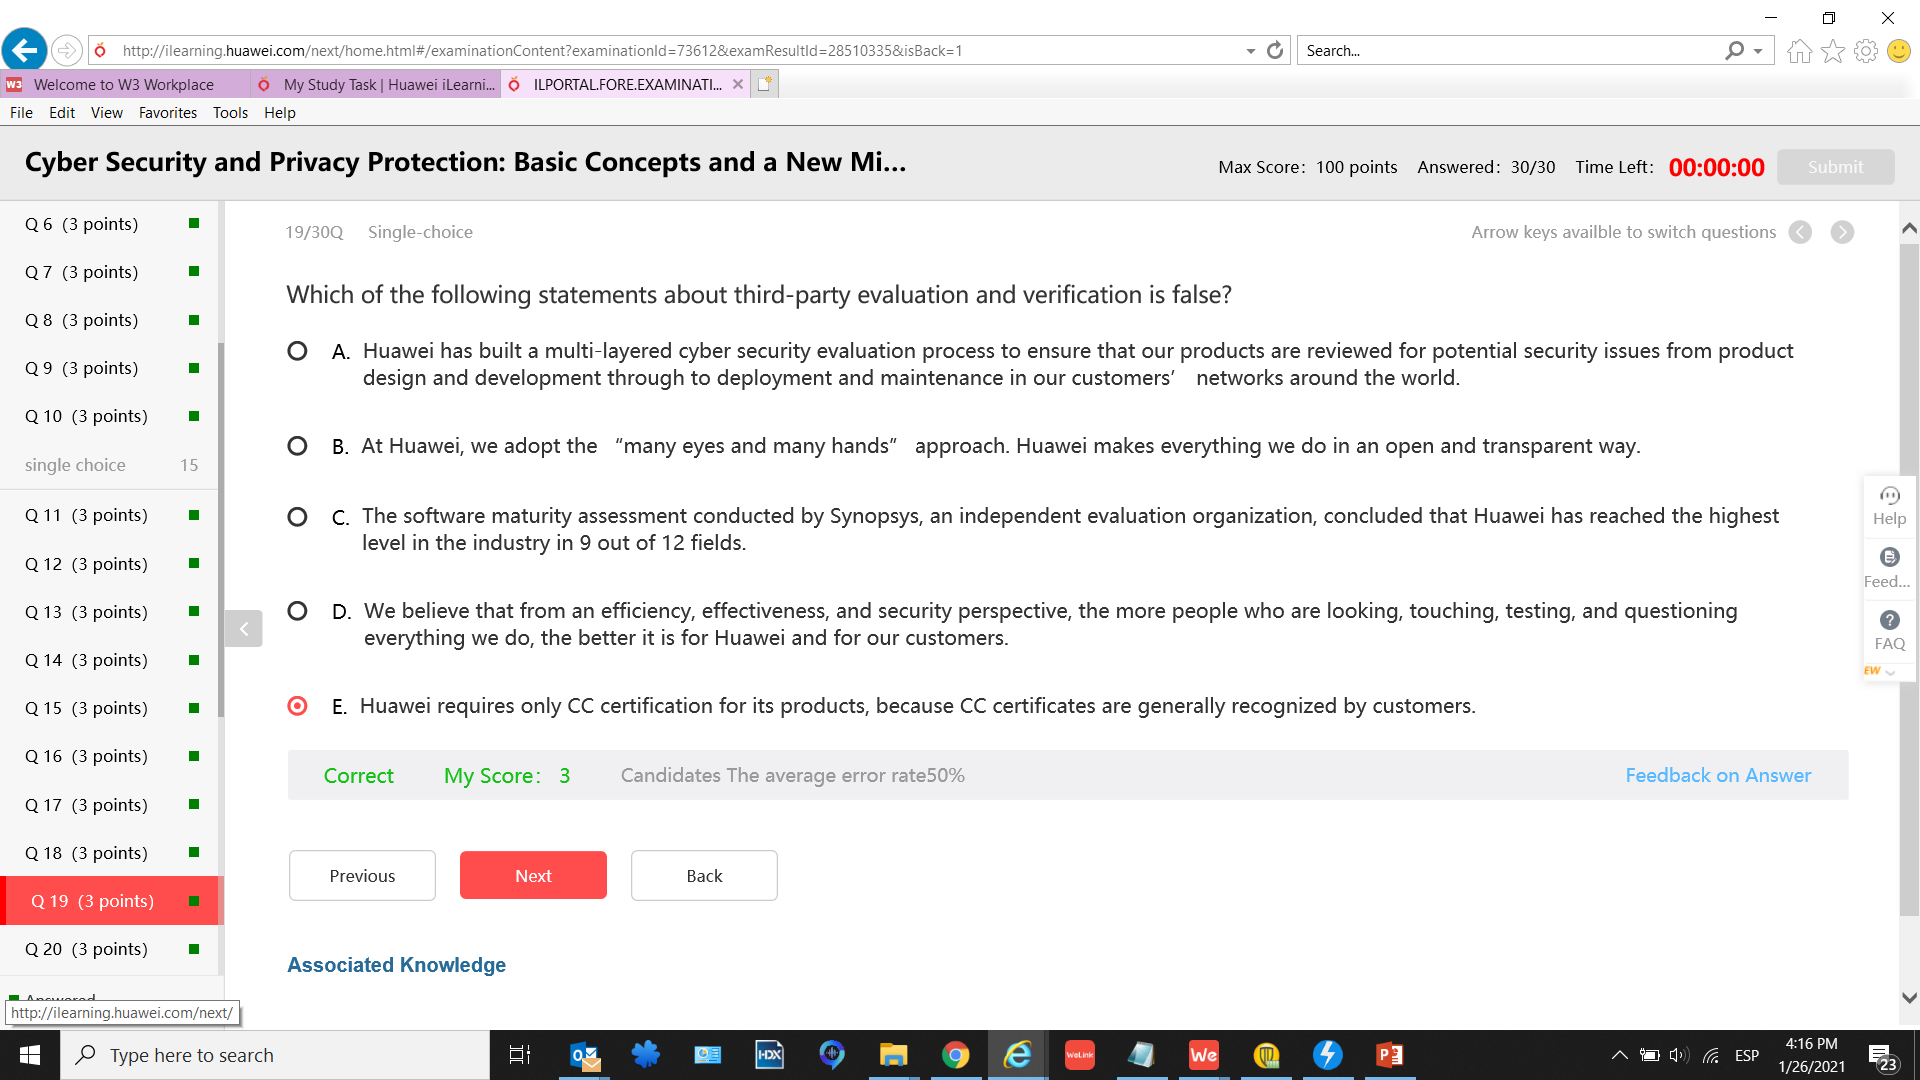 http://ilearning.huawei.com/next/home.html#/examinationContent?examinationId=73612&examResultId=28510335&isBack=1
Search...
W3 Welcome to W3 Workplace
My Study Task | Huawei iLearni...
ILPORTAL.FORE.EXAMINATI...
File Edit View Favorites Tools Help
Cyber Security and Privacy Protection: Basic Concepts and a New Mi...
Max Score: 100 points Answered: 30/30 Time Left: 00:00:00 Submit
Q 6 (3 points)
Q 7 (3 points)
Q 8 (3 points)
Q 9 (3 points)
Q 10 (3 points)
single choice 15
Q 11 (3 points)
Q 12 (3 points)
Q 13 (3 points)
Q 14 (3 points)
Q 15 (3 points)
Q 16 (3 points)
Q 17 (3 points)
Q 18 (3 points)
Q 19 (3 points)
Q 20 (3 points)
Answered
http://ilearning.huawei.com/next/
19/30Q Single-choice
Arrow keys availble to switch questions
Which of the following statements about third-party evaluation and verification is false?
A. Huawei has built a multi-layered cyber security evaluation process to ensure that our products are reviewed for potential security issues from product
design and development through to deployment and maintenance in our customers’ networks around the world.
B. At Huawei, we adopt the “many eyes and many hands” approach. Huawei makes everything we do in an open and transparent way.
C. The software maturity assessment conducted by Synopsys, an independent evaluation organization, concluded that Huawei has reached the highest
level in the industry in 9 out of 12 fields.
D. We believe that from an efficiency, effectiveness, and security perspective, the more people who are looking, touching, testing, and questioning
everything we do, the better it is for Huawei and for our customers.
E. Huawei requires only CC certification for its products, because CC certificates are generally recognized by customers.
Correct My Score: 3 Candidates The average error rate50% Feedback on Answer
Previous Next Back
Associated Knowledge
Help
Feed...
FAQ
EW
Type here to search
HDX
WeLink
We
ESP
4:16 PM
1/26/2021
23